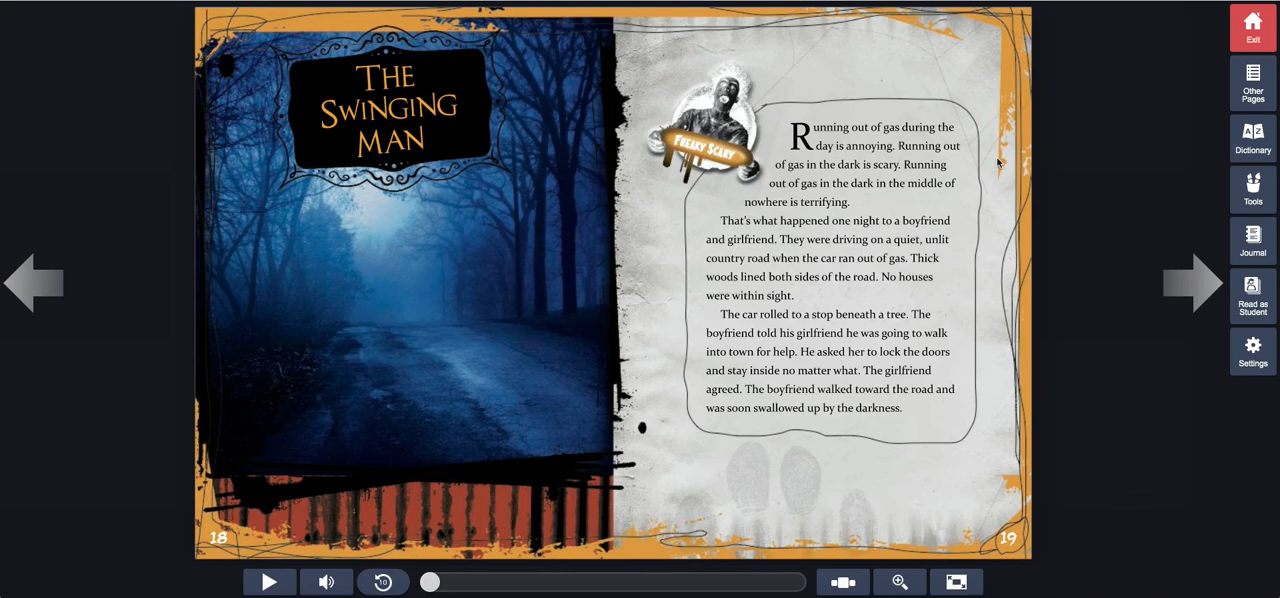 THE
SWINGING
MAN
FREAKY SCARY
Running out of gas during the
day is annoying. Running out
of gas in the dark is scary. Running
out of gas in the dark in the middle of
nowhere is terrifying.
That's what happened one night to a boyfriend
and girlfriend. They were driving on a quiet, unlit
country road when the car ran out of gas. Thick
woods lined both sides of the road. No houses
were within sight.
The car rolled to a stop beneath a tree. The
boyfriend told his girlfriend he was going to walk
into town for help. He asked her to lock the doors
and stay inside no matter what. The girlfriend
agreed. The boyfriend walked toward the road and
was soon swallowed up by the darkness.
18
19
Exit
Other
Pages
A Z
Dictionary
Tools
Journal
Read as
Student
Settings
10